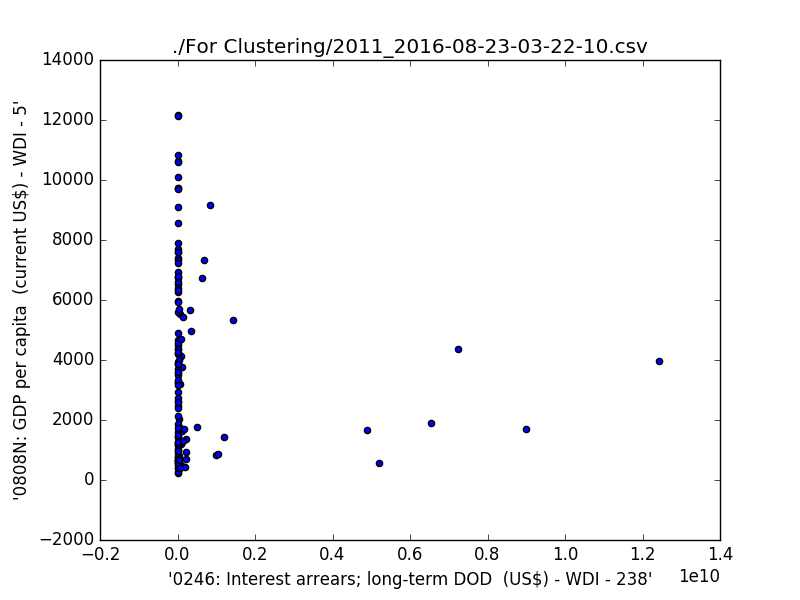 ./For Clustering/2011_2016-08-23-03-22-10.csv
14000
12000
10000
8000
6000
4000
2000
0
−2000
'0808N: GDP per capita  (current US$) - WDI - 5'
−0.2 0.0 0.2 0.4 0.6 0.8 1.0 1.2 1.4
1e10
'0246: Interest arrears; long-term DOD  (US$) - WDI - 238'